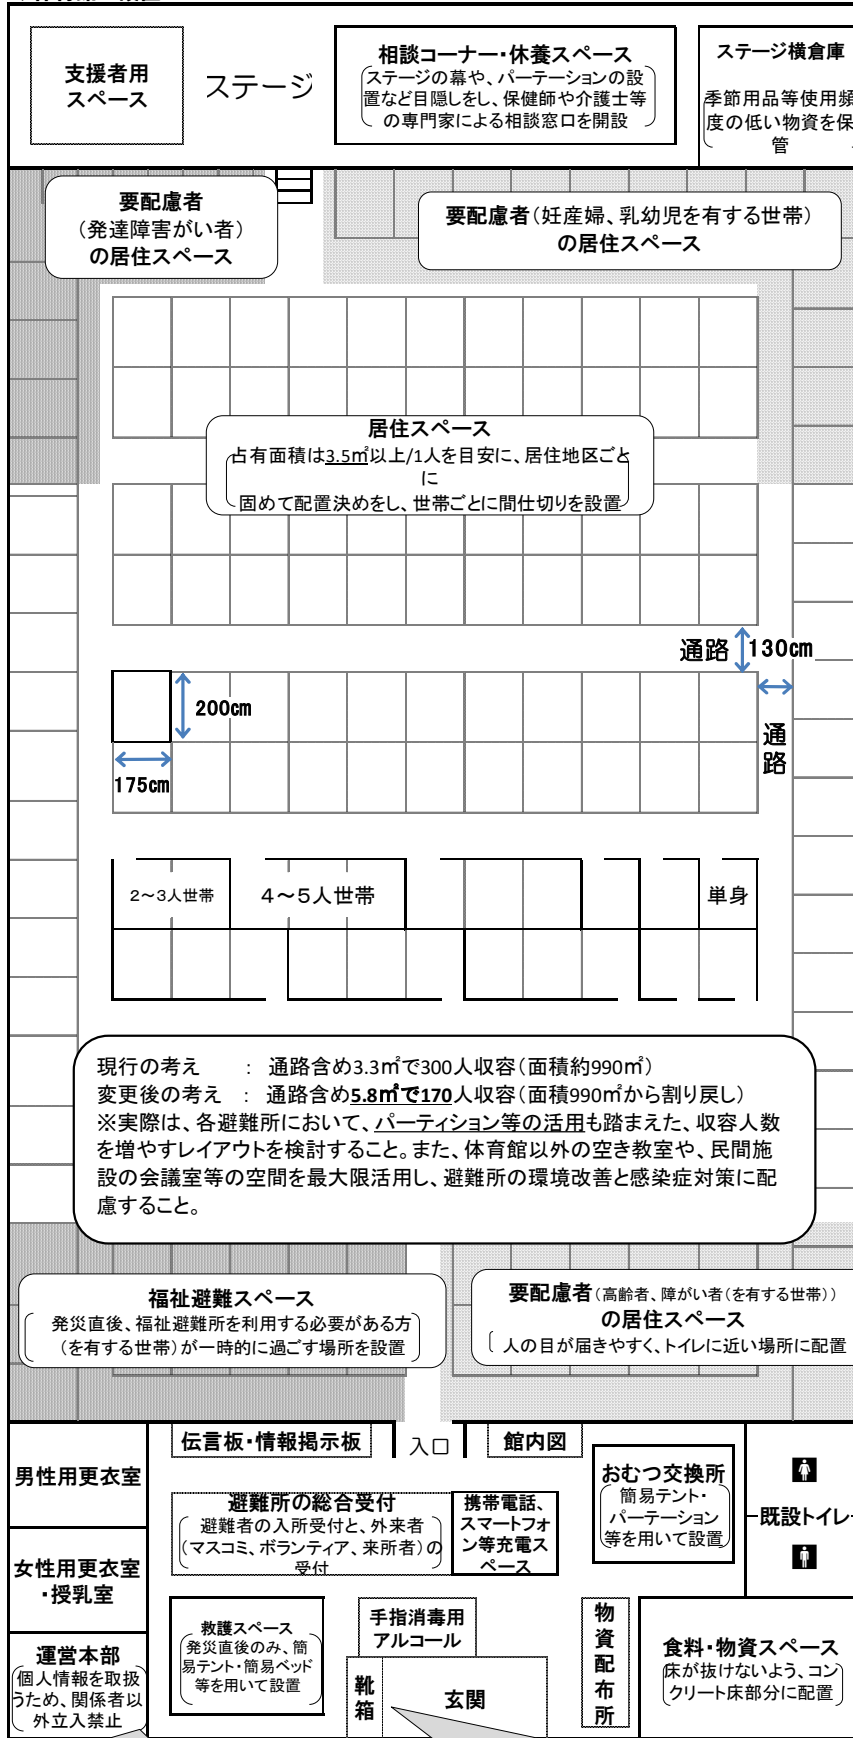 支援者用
スペース
ステージ
相談コーナー・休養スペース
ステージの幕や、パーテーションの設
置など目隠しをし、保健師や介護士等
の専門家による相談窓口を開設
ステージ横倉庫
季節用品等使用頻
度の低い物資を保
管
要配慮者
（発達障害がい者）
の居住スペース
要配慮者（妊産婦、乳幼児を有する世帯）
の居住スペース
居住スペース
占有面積は3.5㎡以上/1人を目安に、居住地区ごと
に
固めて配置決めをし、世帯ごとに間仕切りを設置
通路
130㎝
200㎝
通路
175㎝
2～3人世帯
４～５人世帯
単身
現行の考え　：　通路含め3.3㎡で300人収容（面積約990㎡）
変更後の考え　：　通路含め5.8㎡で170人収容（面積990㎡から割り戻し）
※実際は、各避難所において、パーティション等の活用も踏まえた、収容人数
を増やすレイアウトを検討すること。また、体育館以外の空き教室や、民間施
設の会議室等の空間を最大限活用し、避難所の環境改善と感染症対策に配
慮すること。
福祉避難スペース
発災直後、福祉避難所を利用する必要がある方
（を有する世帯）が一時的に過ごす場所を設置
要配慮者（高齢者、障がい者（を有する世帯））
の居住スペース
人の目が届きやすく、トイレに近い場所に配置
伝言板・情報掲示板
入口
館内図
男性用更衣室
おむつ交換所
簡易テント・
パーテーション
等を用いて設置
既設トイレ
避難所の総合受付
避難者の入所受付と、外来者
（マスコミ、ボランティア、来所者）の
受付
携帯電話、
スマートフォ
ン等充電ス
ペース
女性用更衣室
・授乳室
救護スペース
発災直後のみ、簡
易テント・簡易ベッド
等を用いて設置
手指消毒用
アルコール
物資配布所
運営本部
個人情報を取扱
うため、関係者以
外立入禁止
靴箱
玄関
食料・物資スペース
床が抜けないよう、コン
クリート床部分に配置